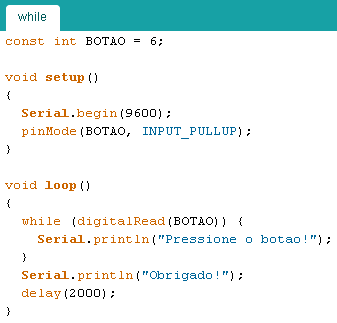 while
const int BOTAO = 6;
void setup()
{
Serial.begin(9600);
pinMode(BOTAO, INPUT_PULLUP);
}
void loop()
{
while (digitalRead(BOTAO)) {
Serial.println("Pressione o botao!");
}
Serial.println("Obrigado!");
delay(2000);
}